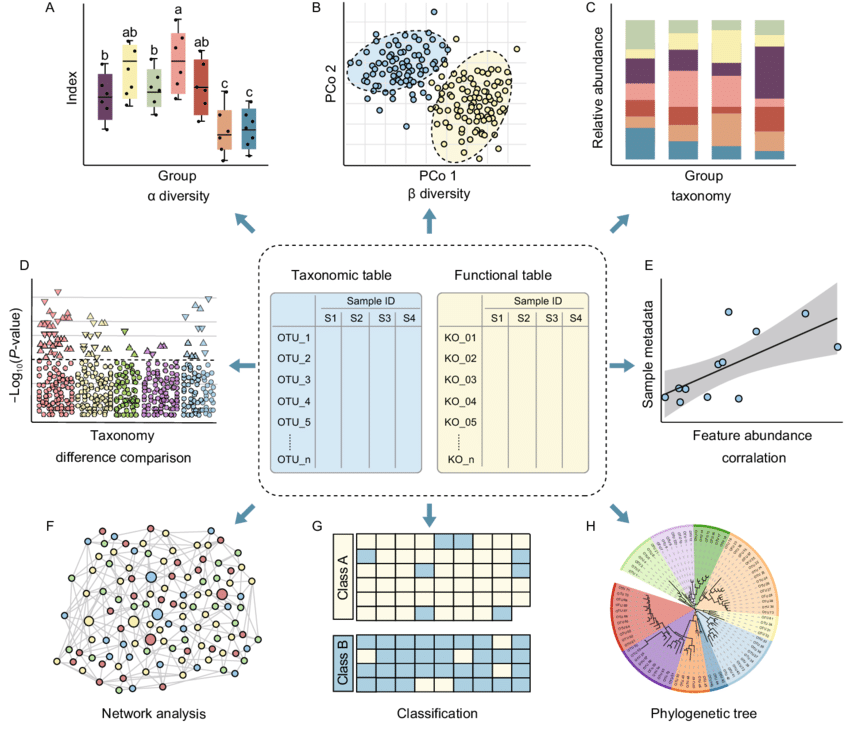 A
Index
b
ab
b
a
ab
c
c
Group
α diversity
B
PCo 2
PCo 1
β diversity
C
Relative abundance
Group
taxonomy
D
−Log10(P-value)
Taxonomy
difference comparison
Taxonomic table
Sample ID
S1 S2 S3 S4
OTU_1
OTU_2
OTU_3
OTU_4
OTU_5
OTU_n
Functional table
Sample ID
S1 S2 S3 S4
KO_01
KO_02
KO_03
KO_04
KO_05
KO_n
E
Sample metadata
Feature abundance
corralation
F
Network analysis
G
Class A
Class B
Classification
H
Phylogenetic tree